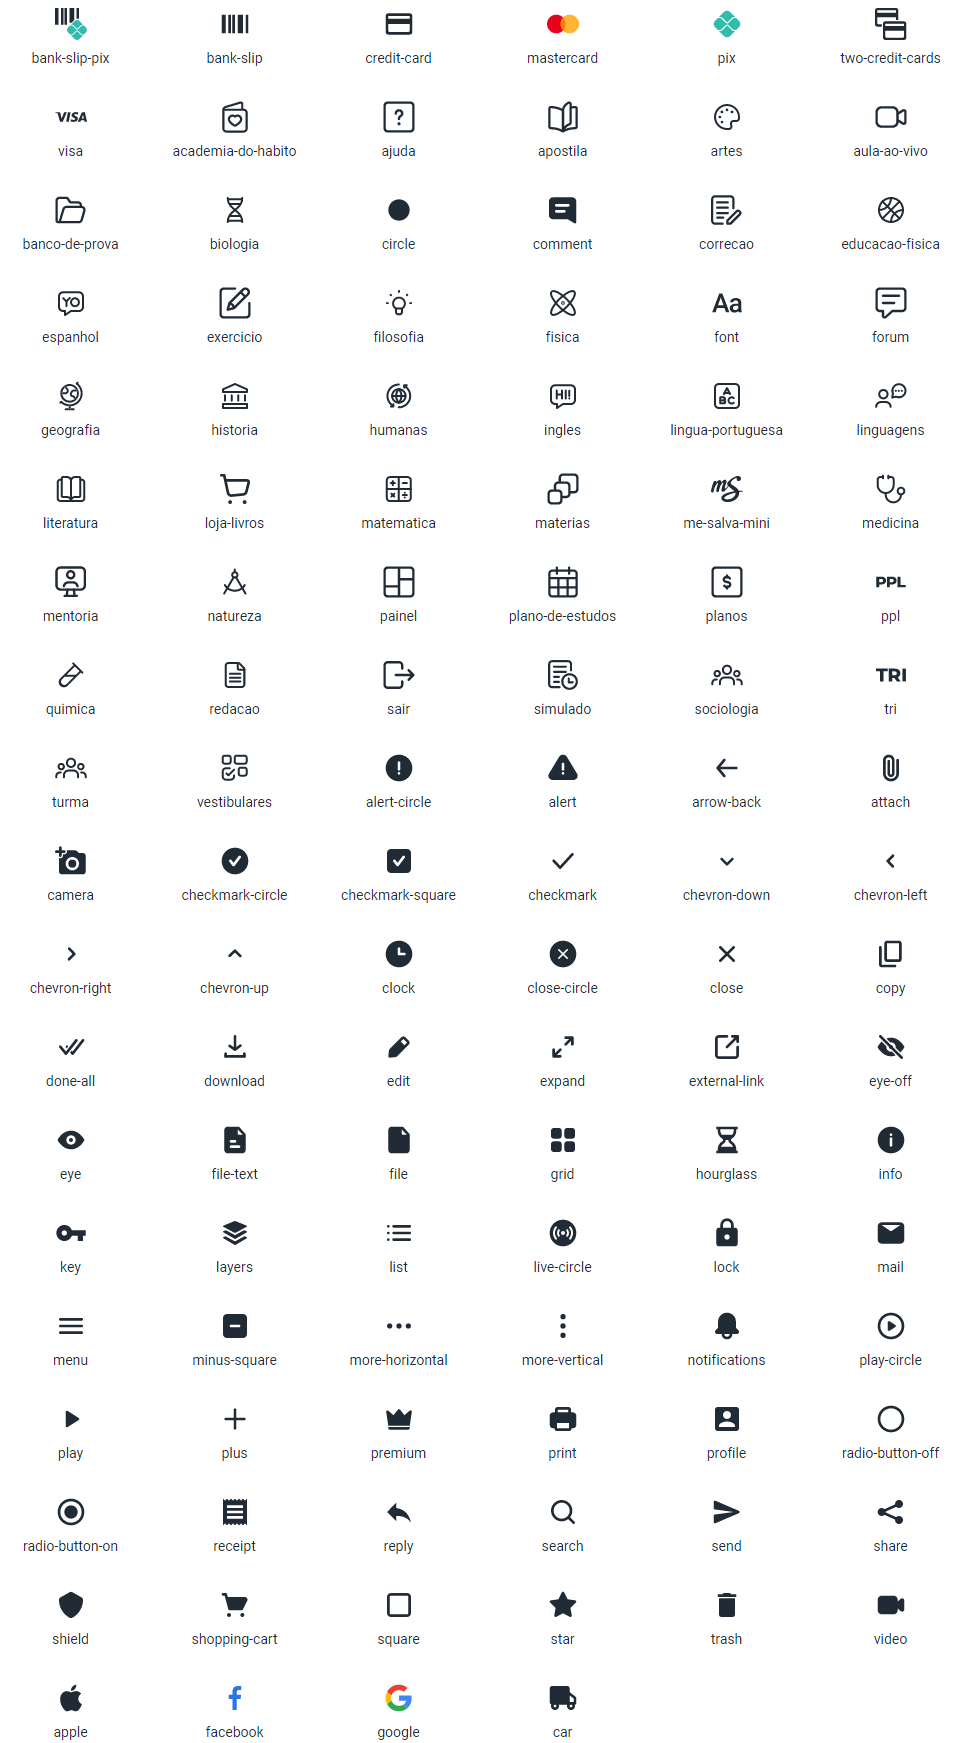 bank-slip-pix bank-slip credit-card mastercard pix two-credit-cards
VISA
visa academia-do-habito ajuda apostila artes aula-ao-vivo
banco-de-prova biologia circle comment correcao educacao-fisica
YO Aa
espanhol exercicio filosofia fisica font forum
HI! A
BC
geografia historia humanas ingles lingua-portuguesa linguagens
mS
literatura loja-livros matematica materias me-salva-mini medicina
$ PPL
mentoria natureza painel plano-de-estudos planos ppl
TRI
quimica redacao sair simulado sociologia tri
turma vestibulares alert-circle alert arrow-back attach
camera checkmark-circle checkmark-square checkmark chevron-down chevron-left
chevron-right chevron-up clock close-circle close copy
done-all download edit expand external-link eye-off
eye file-text file grid hourglass info
key layers list live-circle lock mail
menu minus-square more-horizontal more-vertical notifications play-circle
play plus premium print profile radio-button-off
radio-button-on receipt reply search send share
shield shopping-cart square star trash video
apple facebook google car